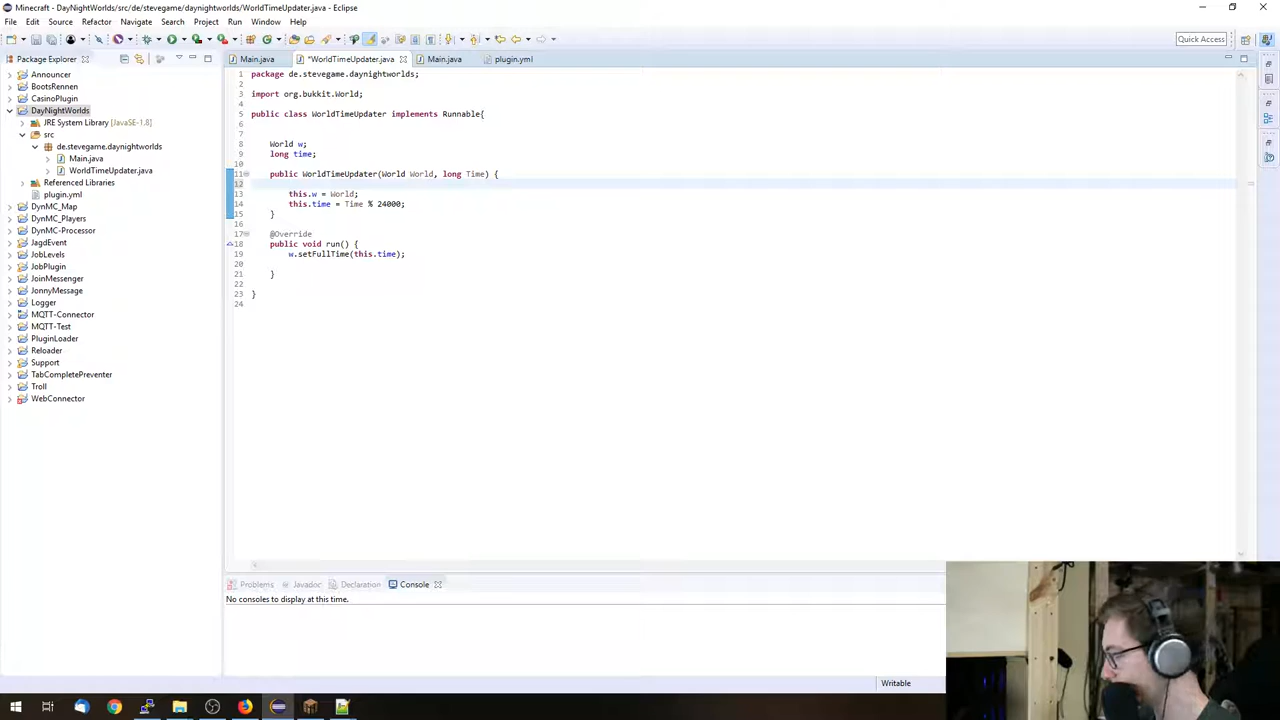 Minecraft - DayNightWorlds/src/de/stevegame/daynightworlds/WorldTimeUpdater.java - Eclipse
File Edit Source Refactor Navigate Search Project Run Window Help
Quick Access
Package Explorer
Main.java
*WorldTimeUpdater.java
Main.java
plugin.yml
Announcer
BootsRennen
CasinoPlugin
DayNightWorlds
JRE System Library [JavaSE-1.8]
src
de.stevegame.daynightworlds
Main.java
WorldTimeUpdater.java
Referenced Libraries
plugin.yml
DynMC_Map
DynMC_Players
DynMC-Processor
JagdEvent
JobLevels
JobPlugin
JoinMessenger
JonnyMessage
Logger
MQTT-Connector
MQTT-Test
PluginLoader
Reloader
Support
TabCompletePreventer
Troll
WebConnector
1 package de.stevegame.daynightworlds;
2
3 import org.bukkit.World;
4
5 public class WorldTimeUpdater implements Runnable{
6
7
8 World w;
9 long time;
10
11 public WorldTimeUpdater(World World, long Time) {
12
13 this.w = World;
14 this.time = Time % 24000;
15 }
16
17 @Override
18 public void run() {
19 w.setFullTime(this.time);
20
21 }
22
23 }
24
Problems Javadoc Declaration Console
No consoles to display at this time.
Writable